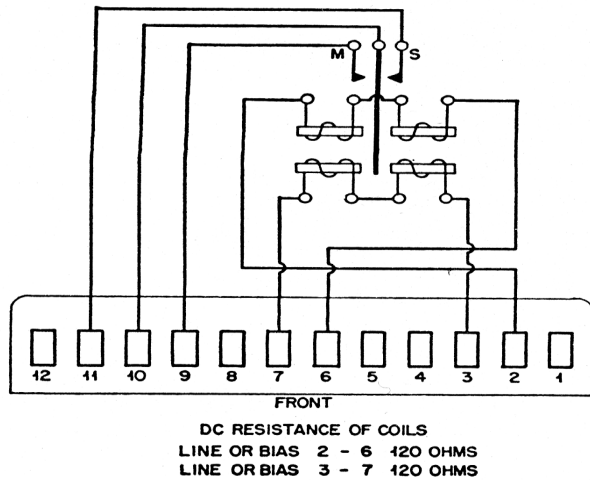 M S
12 11 10 9 8 7 6 5 4 3 2 1
FRONT
DC RESISTANCE OF COILS
LINE OR BIAS 2 - 6 120 OHMS
LINE OR BIAS 3 - 7 120 OHMS